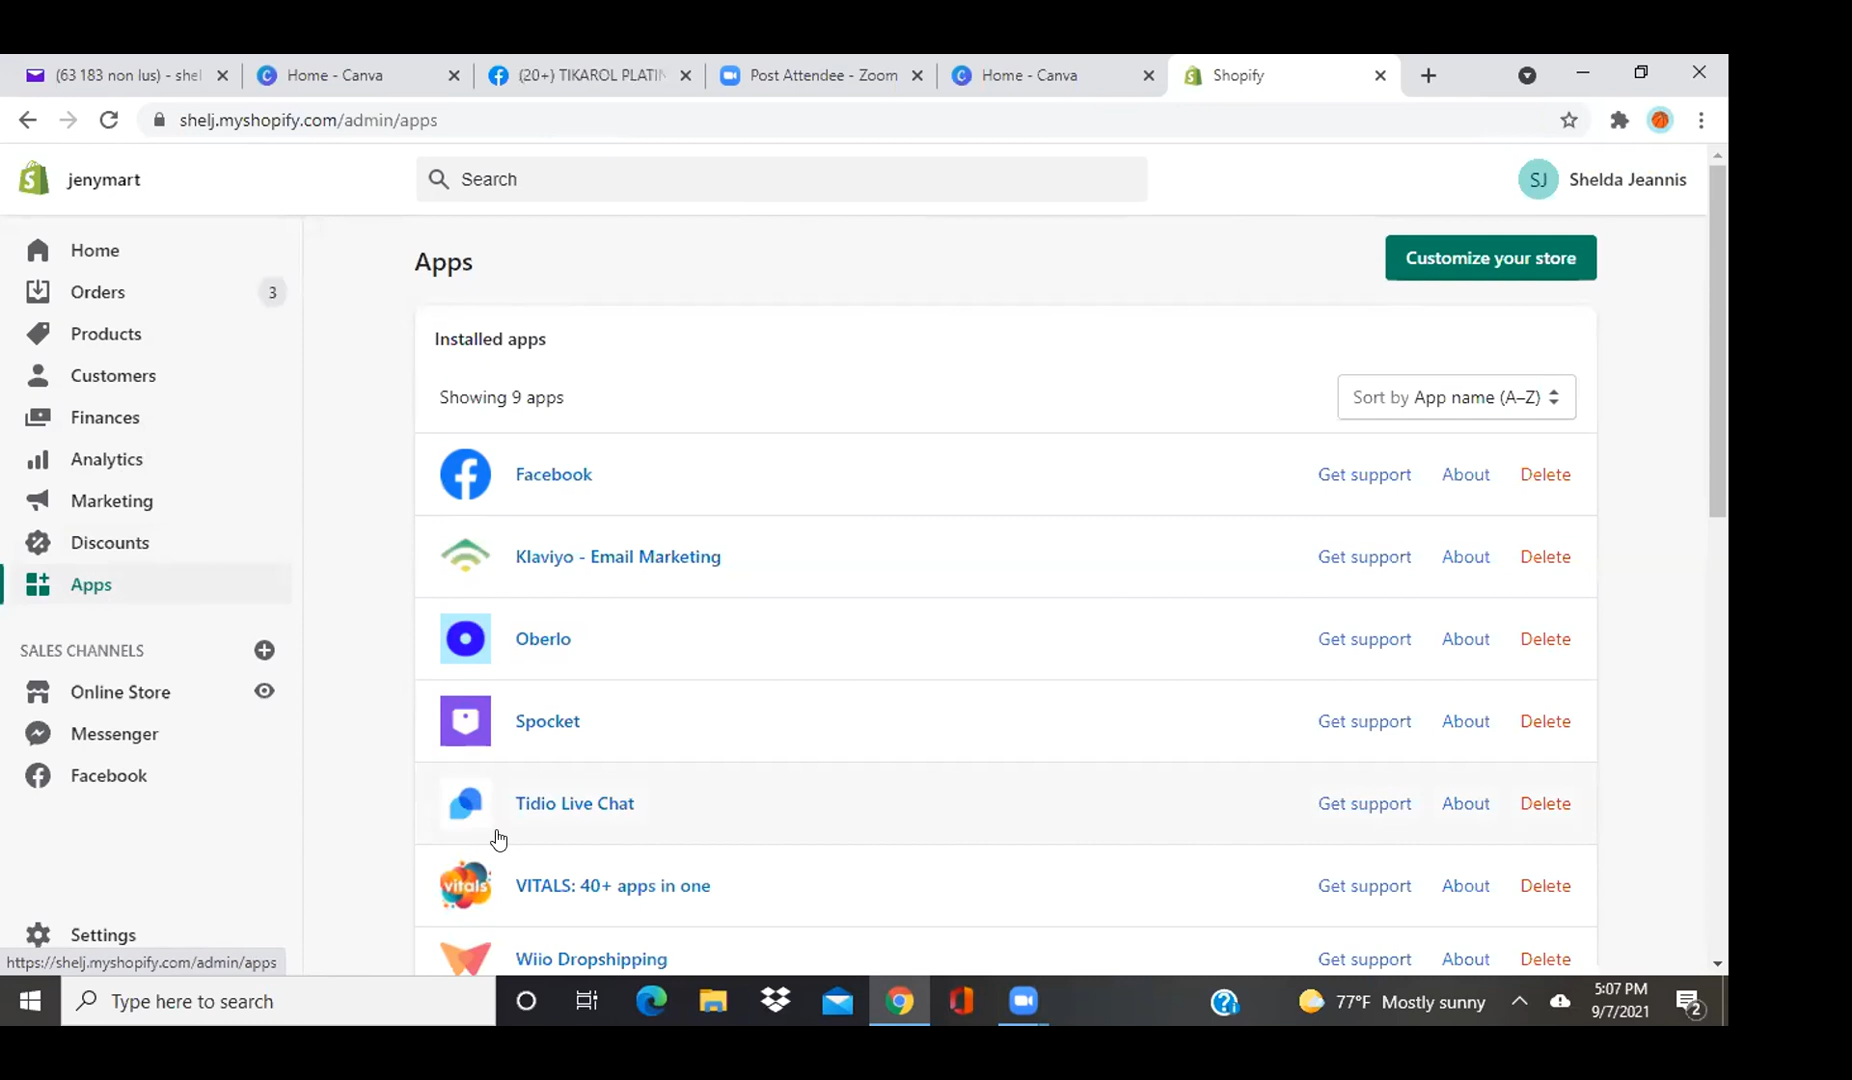 (63 183 non lus) - shel
Home - Canva
(20+) TIKAROL PLATIN
Post Attendee - Zoom
Home - Canva
Shopify
shelj.myshopify.com/admin/apps
jenymart
Search
SJ
Shelda Jeannis
Home
Orders
3
Products
Customers
Finances
Analytics
Marketing
Discounts
Apps
SALES CHANNELS
Online Store
Messenger
Facebook
Settings
https://shelj.myshopify.com/admin/apps
Apps
Customize your store
Installed apps
Showing 9 apps
Sort by App name (A–Z)
Facebook
Get support About Delete
Klaviyo - Email Marketing
Get support About Delete
Oberlo
Get support About Delete
Spocket
Get support About Delete
Tidio Live Chat
Get support About Delete
vitals
VITALS: 40+ apps in one
Get support About Delete
Wiio Dropshipping
Get support About Delete
Type here to search
77°F Mostly sunny
5:07 PM
9/7/2021
2